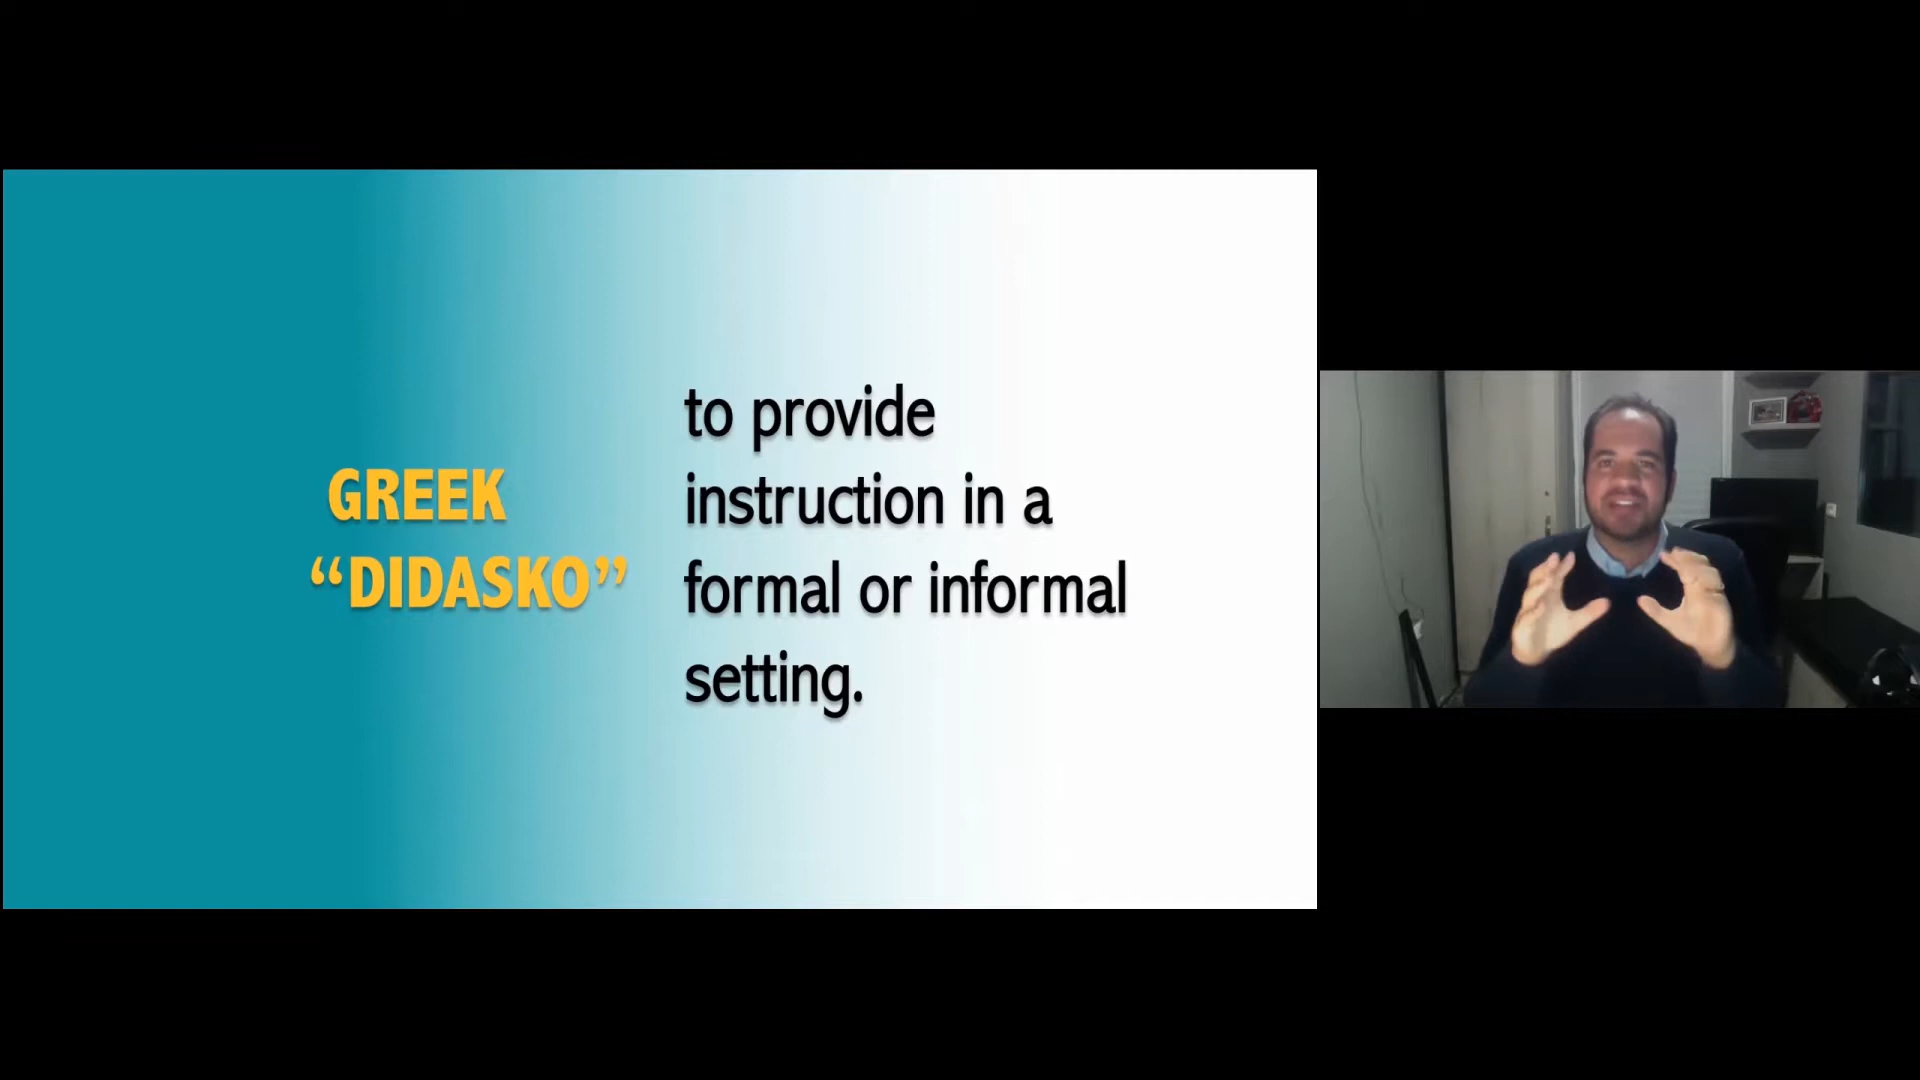 GREEK
“DIDASKO”
to provide
instruction in a
formal or informal
setting.